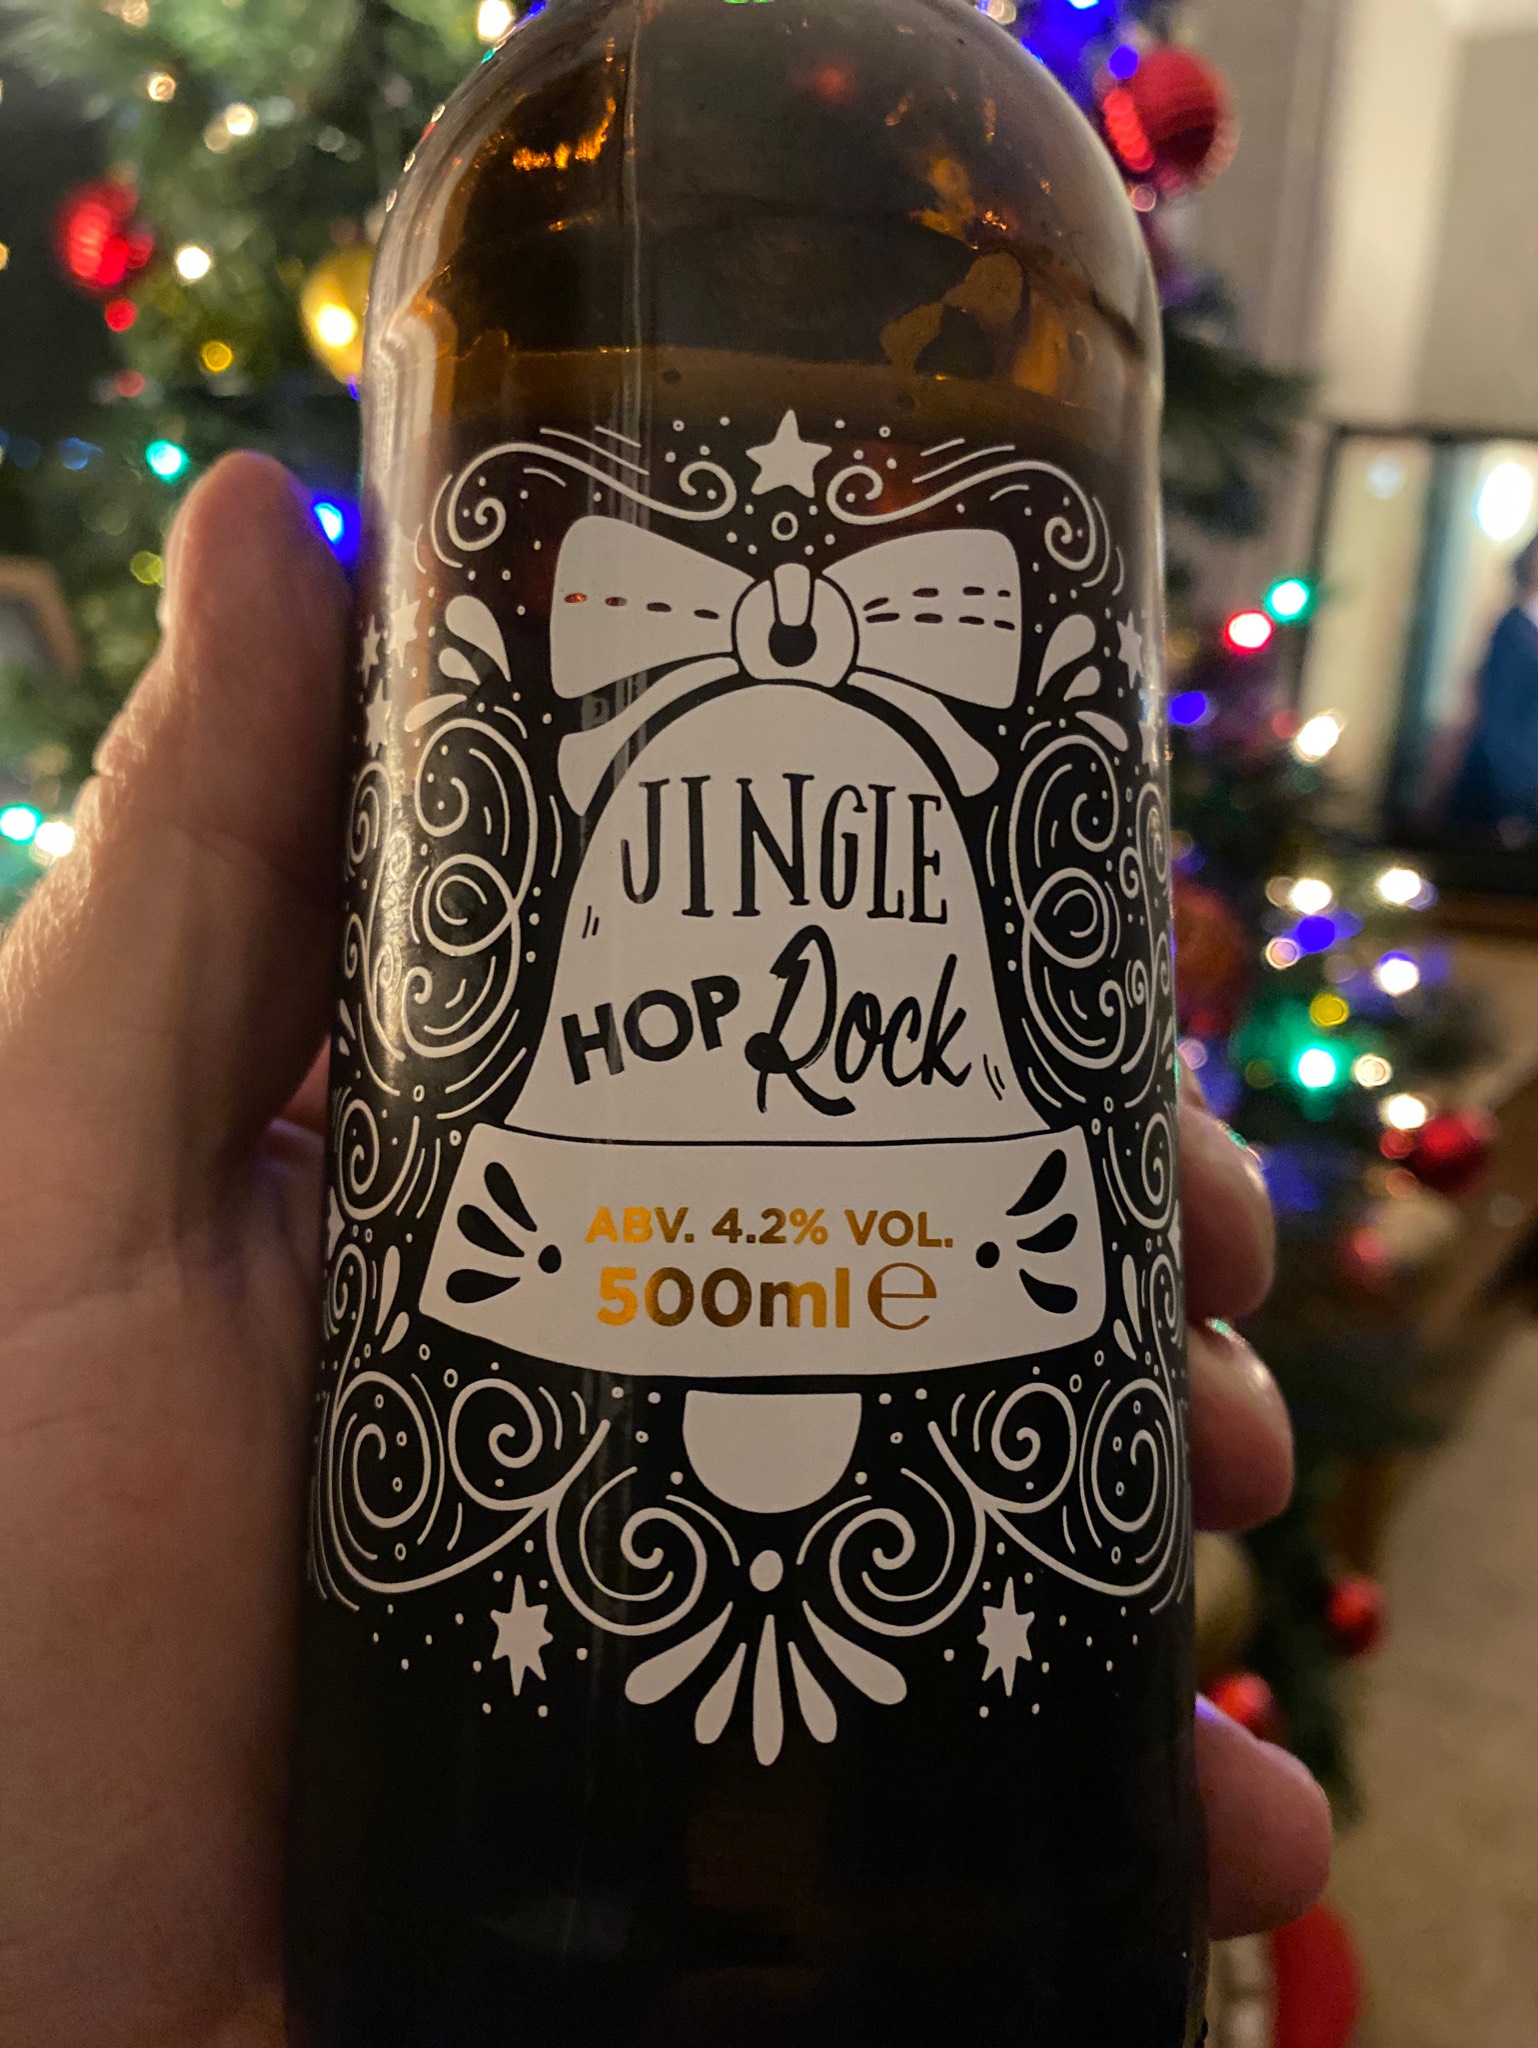 JINGLE
HOP Rock
ABV. 4.2% VOL.
500ml e